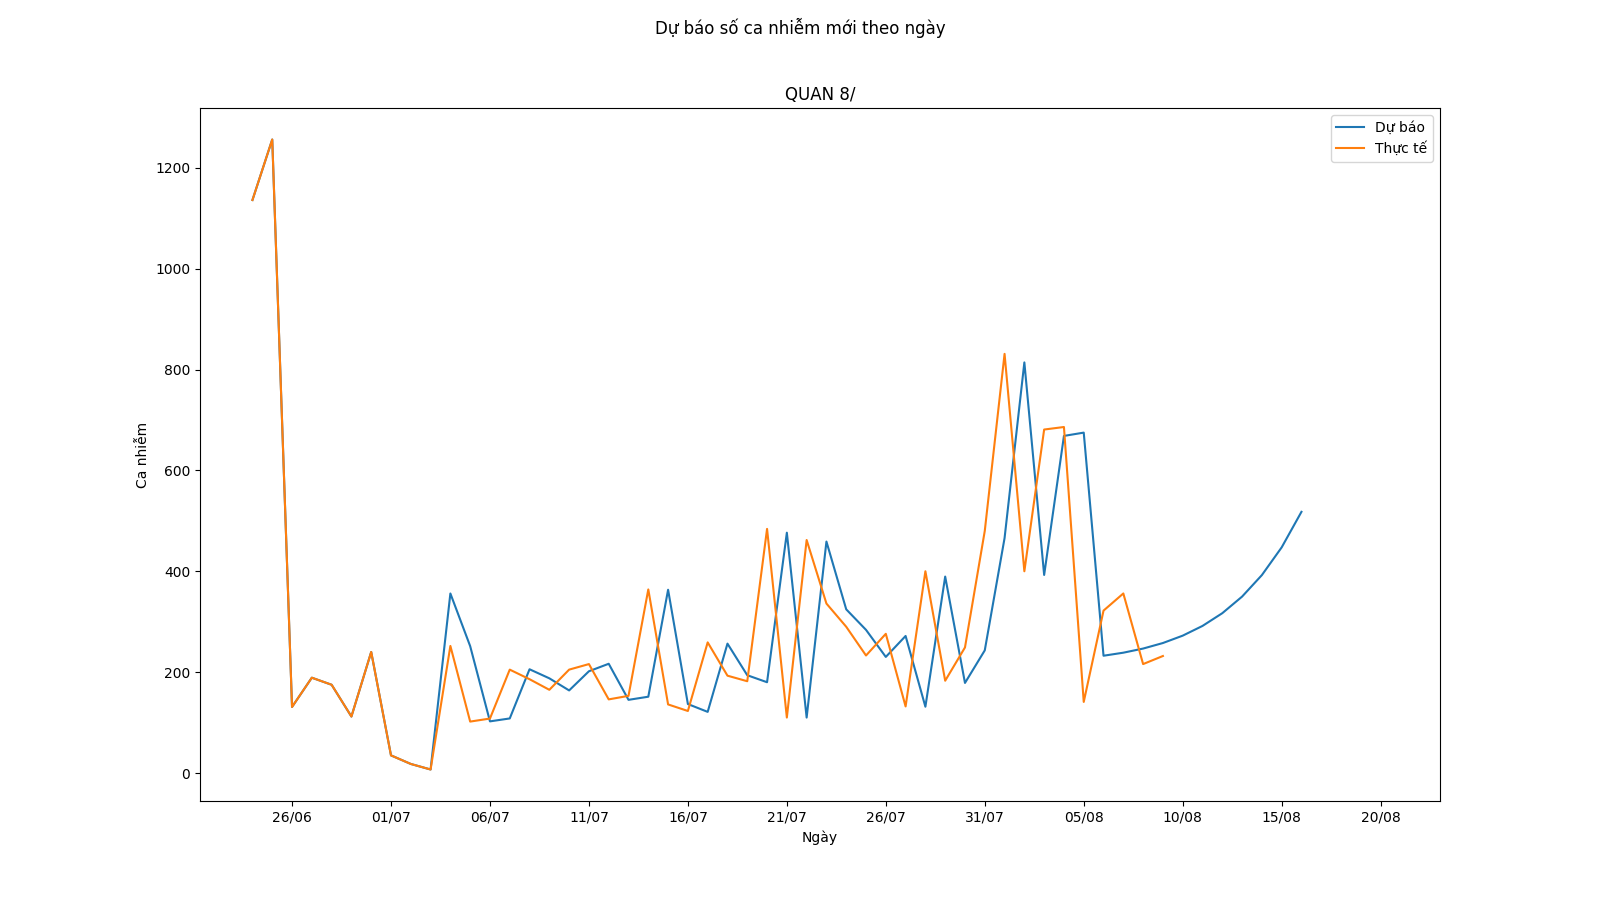 Dự báo số ca nhiễm mới theo ngày
QUAN 8/
Dự báo
Thực tế
1200
1000
800
600
400
200
0
Ca nhiễm
26/06 01/07 06/07 11/07 16/07 21/07 26/07 31/07 05/08 10/08 15/08 20/08
Ngày